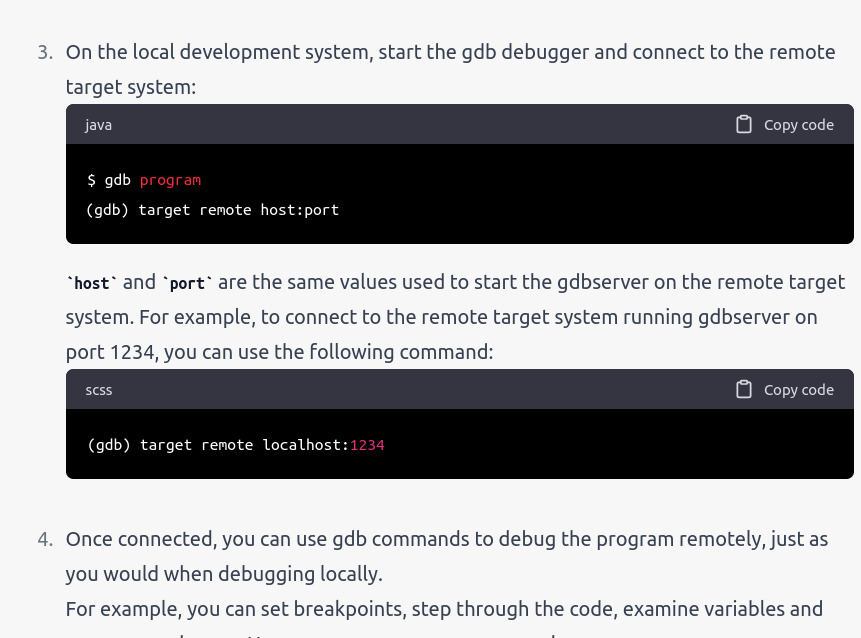 3. On the local development system, start the gdb debugger and connect to the remote
target system:
java Copy code
$ gdb program
(gdb) target remote host:port
`host` and `port` are the same values used to start the gdbserver on the remote target
system. For example, to connect to the remote target system running gdbserver on
port 1234, you can use the following command:
scss Copy code
(gdb) target remote localhost:1234
4. Once connected, you can use gdb commands to debug the program remotely, just as
you would when debugging locally.
For example, you can set breakpoints, step through the code, examine variables and